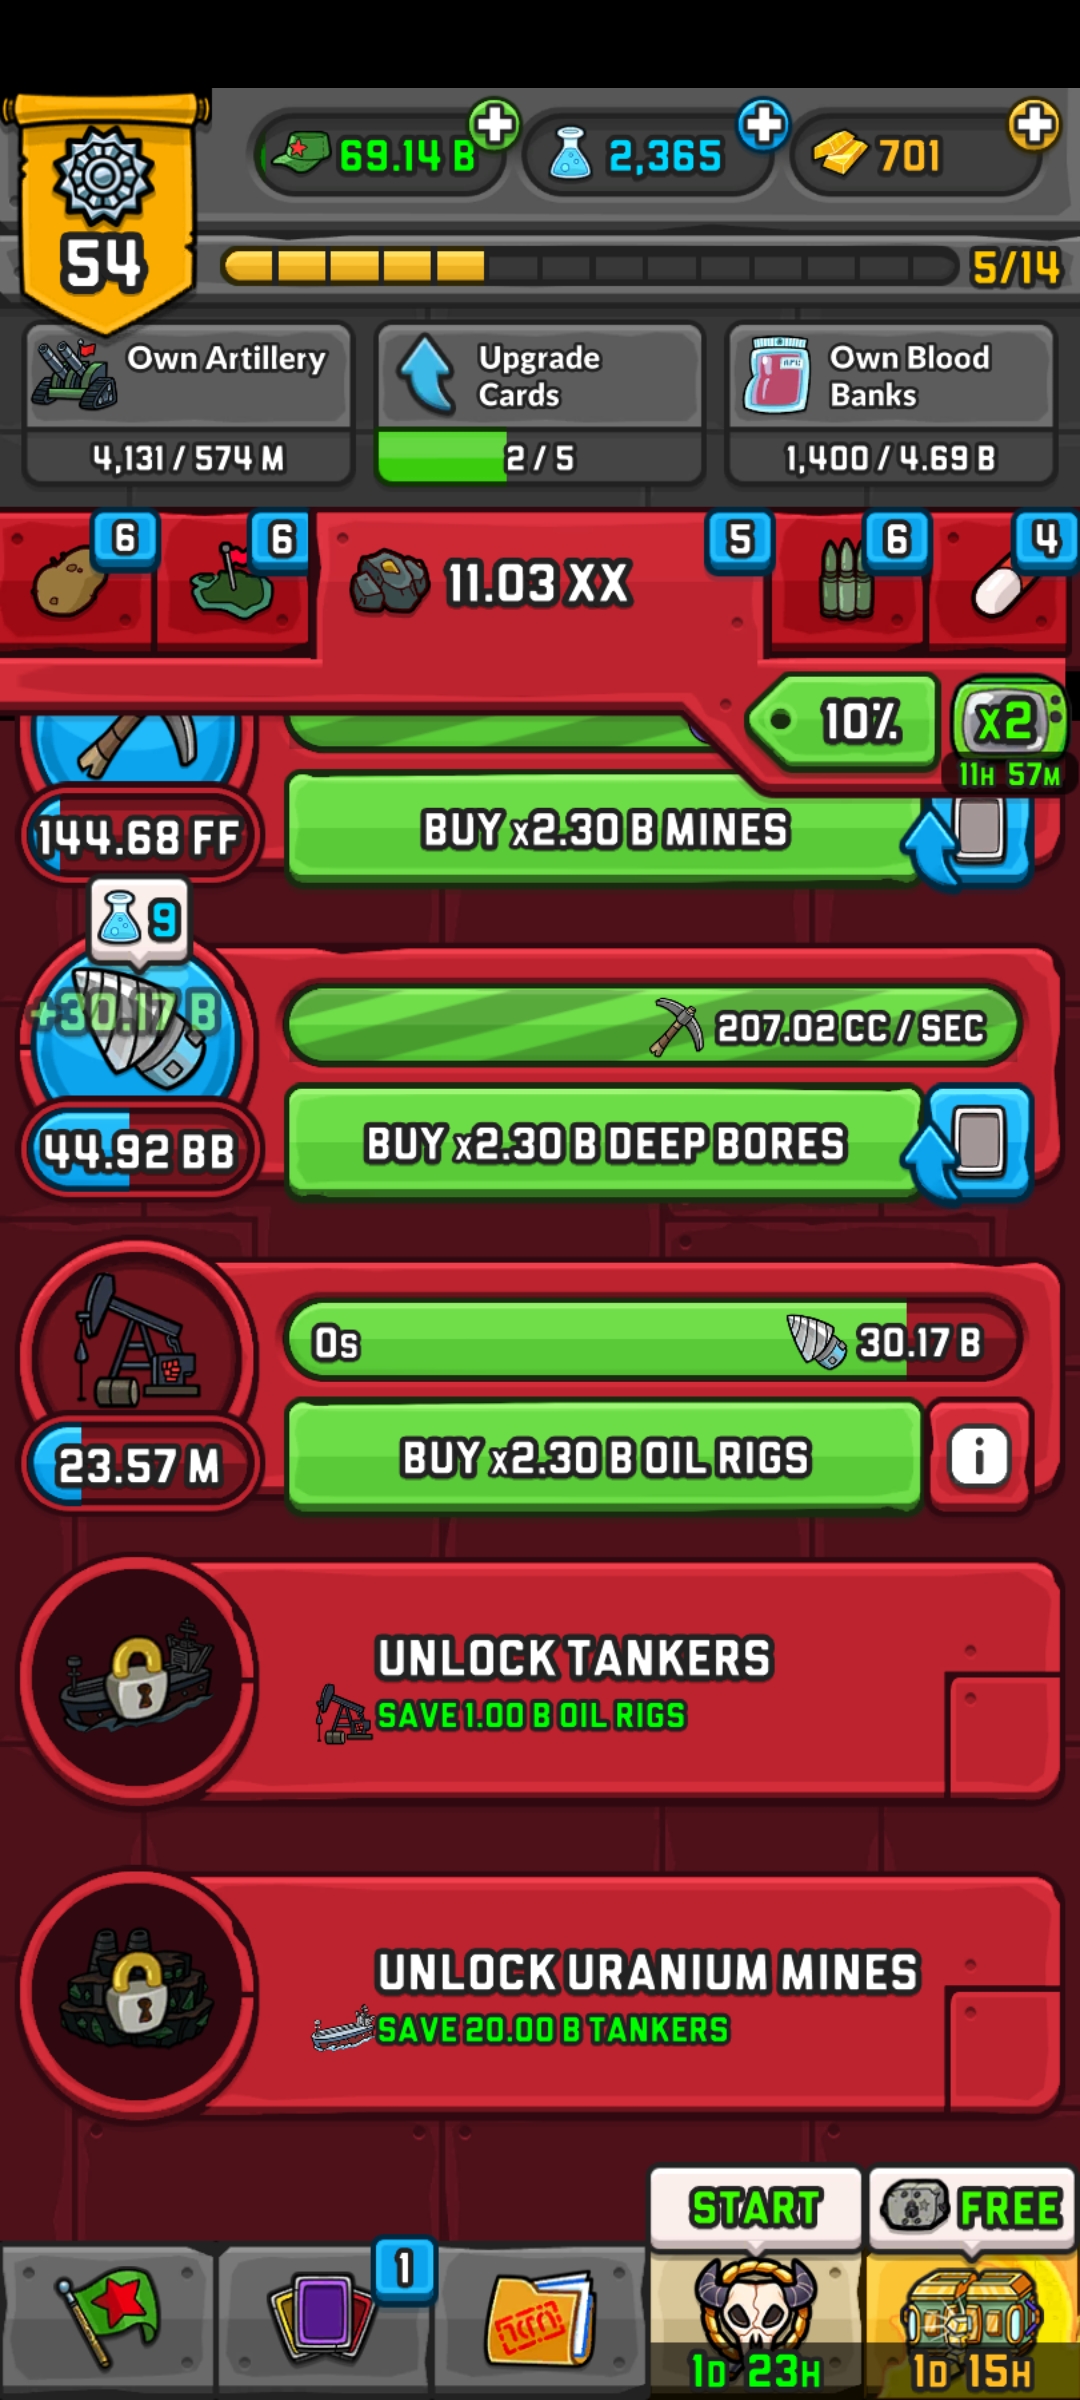 54
69.14 B
2,365
701
5/14
Own Artillery
4,131 / 574 M
Upgrade
Cards
2 / 5
Own Blood
Banks
1,400 / 4.69 B
6
6
11.03 XX
5
6
4
10%
x2
11H 57M
144.68 FF
BUY x2.30 B MINES
9
+30.17 B
207.02 CC / SEC
44.92 BB
BUY x2.30 B DEEP BORES
0s
30.17 B
23.57 M
BUY x2.30 B OIL RIGS
i
UNLOCK TANKERS
SAVE 1.00 B OIL RIGS
UNLOCK URANIUM MINES
SAVE 20.00 B TANKERS
START
FREE
1
1D 23H
1D 15H